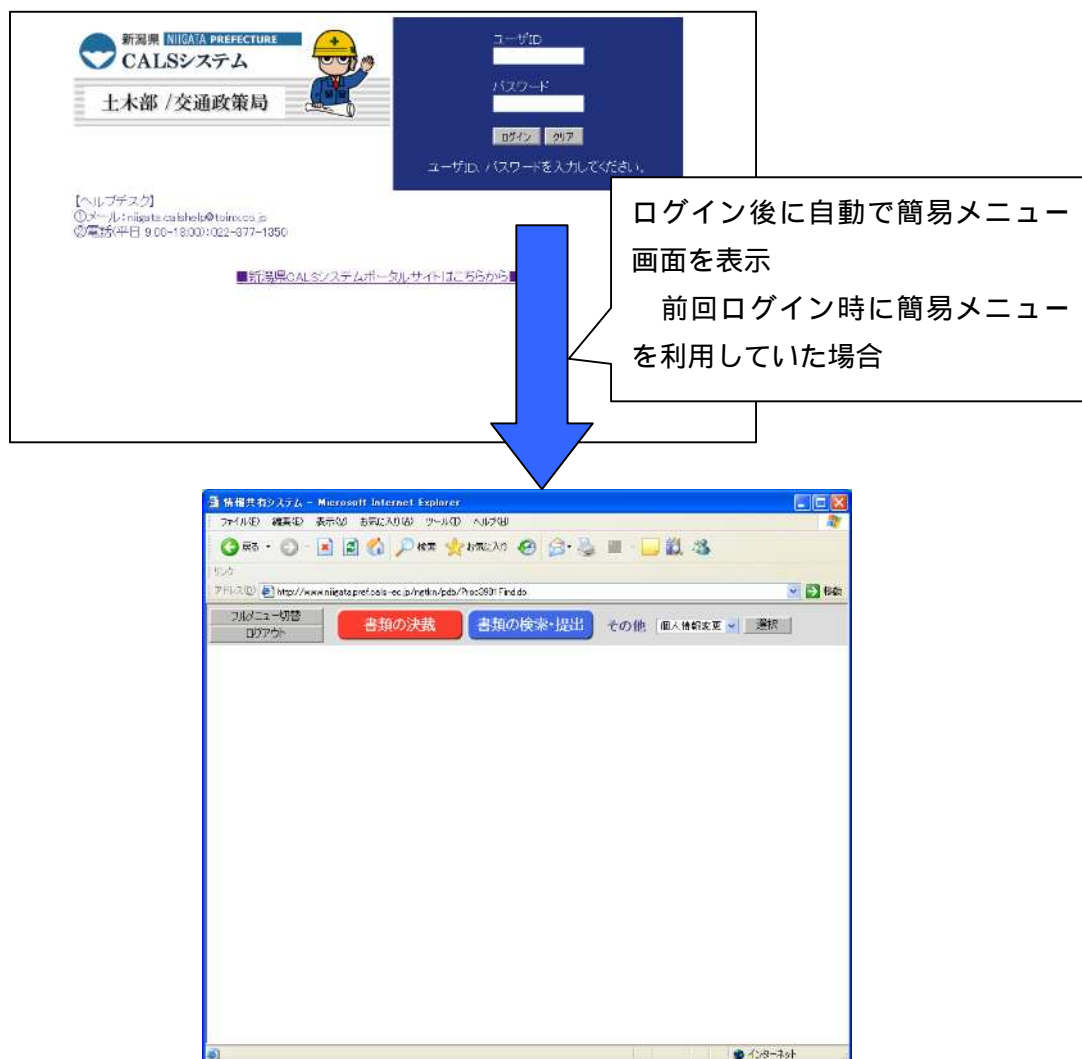 新潟県 NIIGATA PREFECTURE
CALSシステム
土木部 /交通政策局
ユーザID
パスワード
ログイン クリア
ユーザID、パスワードを入力してください。
【ヘルプデスク】
①メール:niigata.calshelp@toinx.co.jp
②電話(平日 9:00-18:00):022-377-1350
■新潟県CALSシステムポータルサイトはこちらから■
ログイン後に自動で簡易メニュー
画面を表示
前回ログイン時に簡易メニュー
を利用していた場合
情報共有システム - Microsoft Internet Explorer
ファイル(F) 編集(E) 表示(V) お気に入り(A) ツール(T) ヘルプ(H)
戻る 検索 お気に入り
リンク
アドレス(D) 移動
フルメニュー切替
ログアウト
書類の決裁 書類の検索・提出 その他 個人情報変更 選択
インターネット